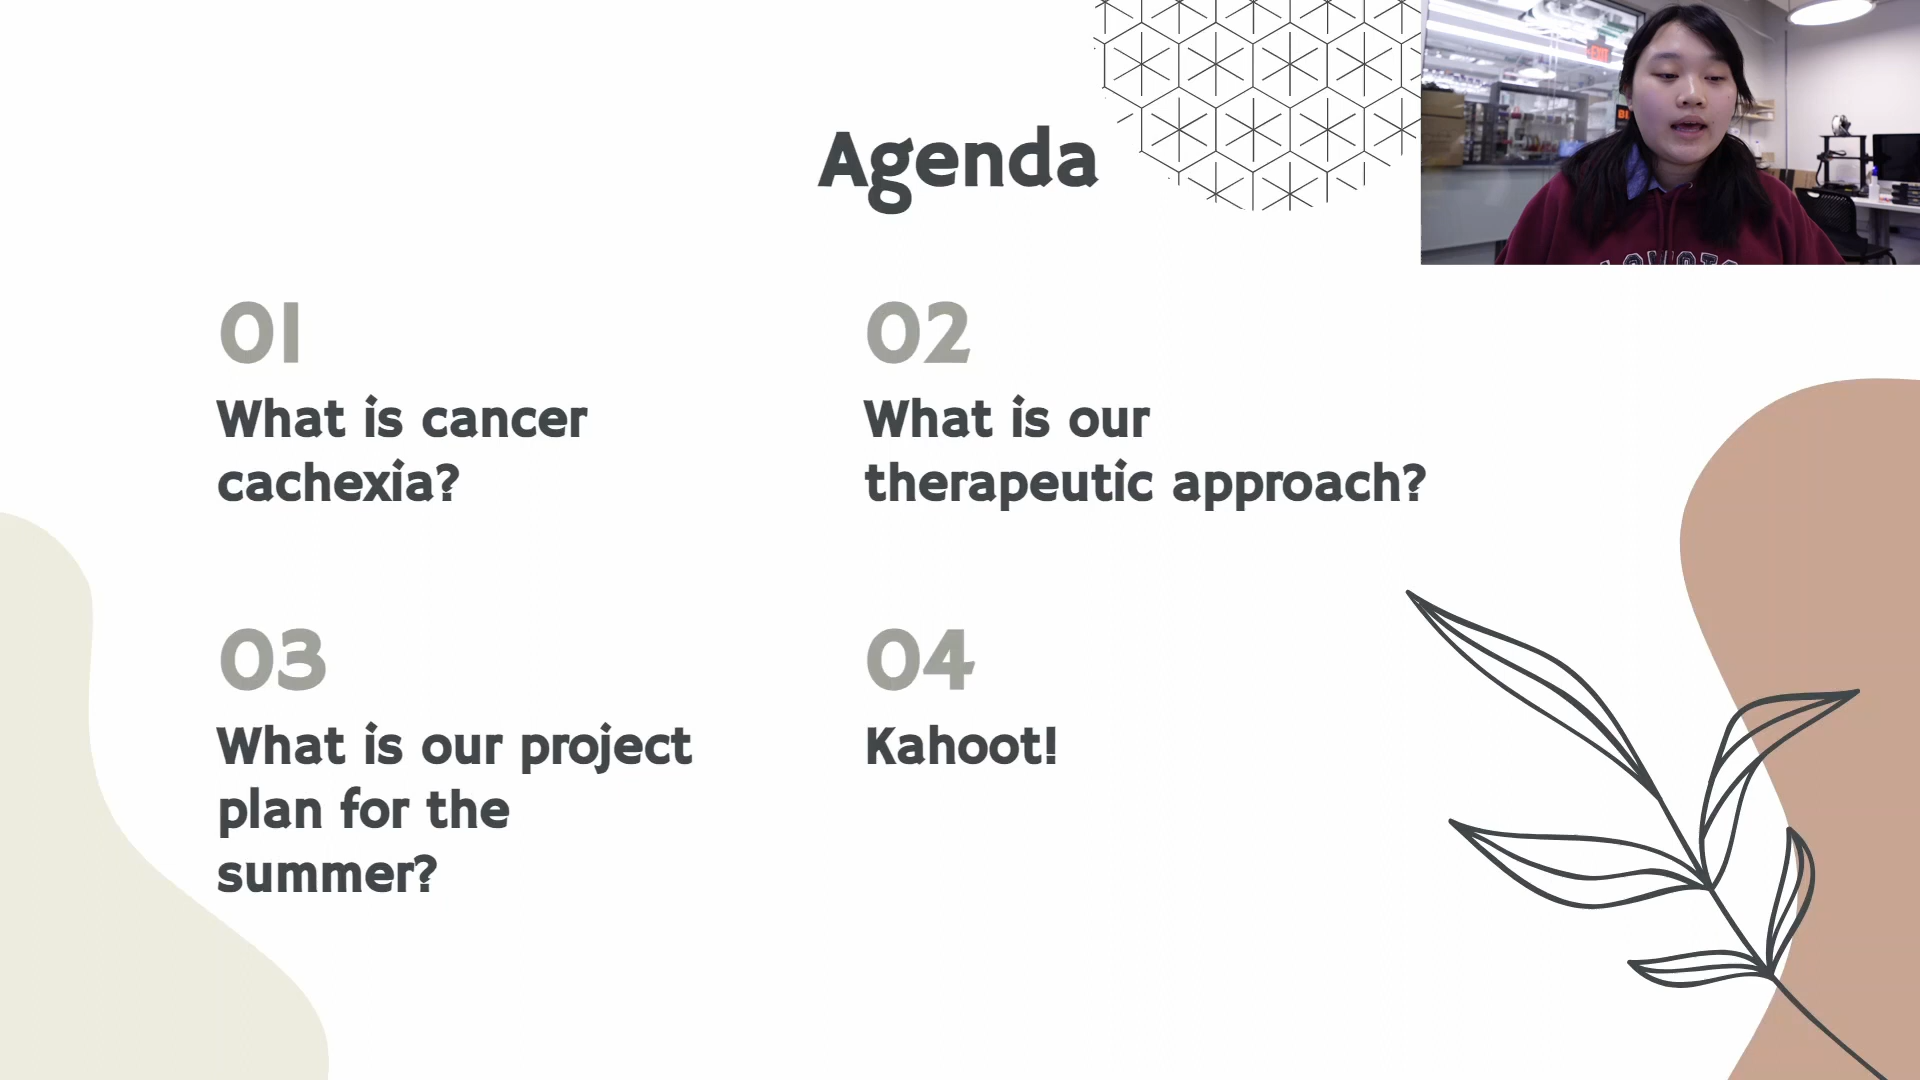 Agenda
01
What is cancer
cachexia?
02
What is our
therapeutic approach?
03
What is our project
plan for the
summer?
04
Kahoot!
EXIT